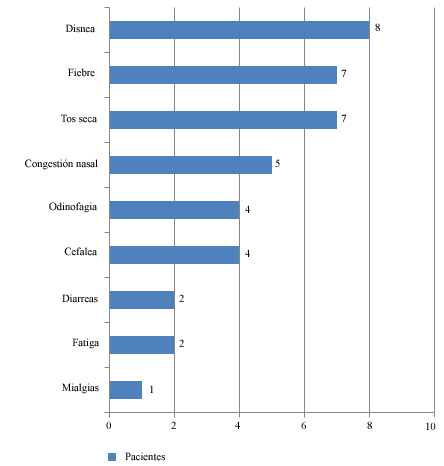 Disnea 8
Fiebre 7
Tos seca 7
Congestión nasal 5
Odinofagia 4
Cefalea 4
Diarreas 2
Fatiga 2
Mialgias 1
0 2 4 6 8 10
Pacientes